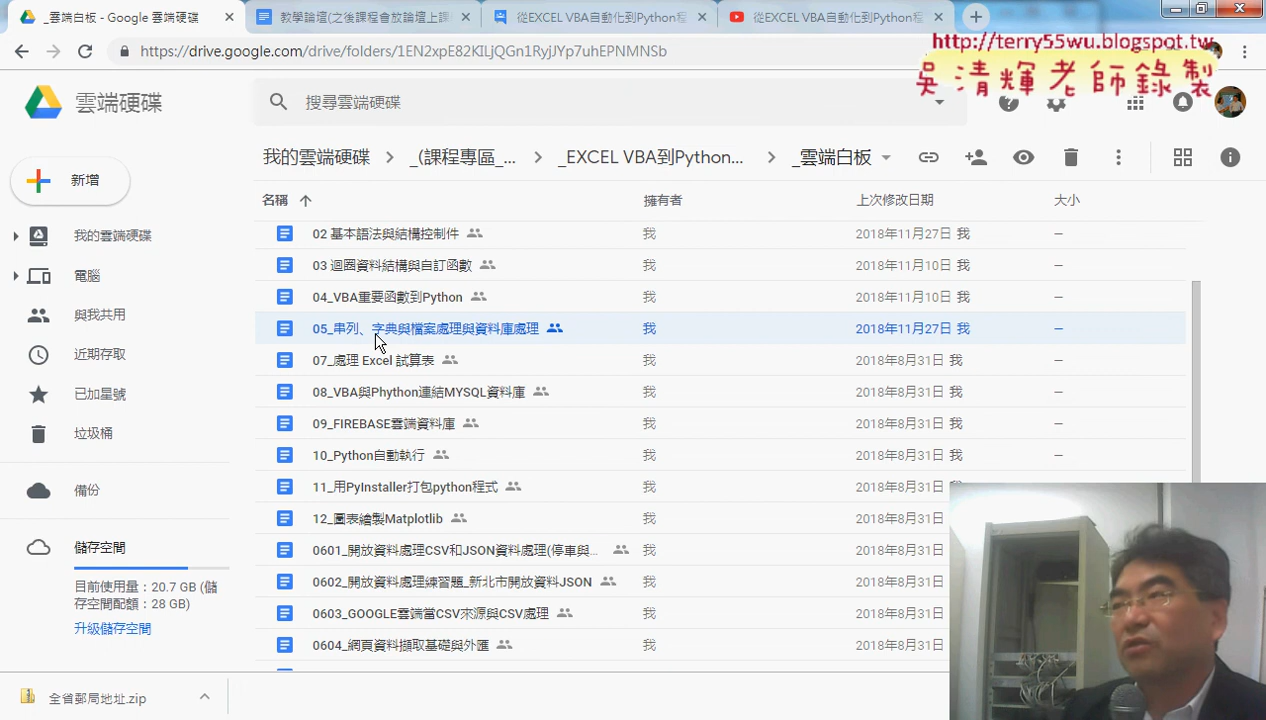 _雲端白板 - Google 雲端硬碟
教學論壇(之後課程會放論壇上課
從EXCEL VBA自動化到Python程
從EXCEL VBA自動化到Python程
https://drive.google.com/drive/folders/1EN2xpE82KILjQGn1RyjJYp7uhEPNMNSb
http://terry55wu.blogspot.tw
吳清輝老師錄製
雲端硬碟
搜尋雲端硬碟
新增
我的雲端硬碟
_(課程專區_...
_EXCEL VBA到Python...
_雲端白板
名稱
擁有者
上次修改日期
大小
我的雲端硬碟
電腦
與我共用
近期存取
已加星號
垃圾桶
備份
儲存空間
目前使用量：20.7 GB (儲
存空間配額：28 GB)
升級儲存空間
02 基本語法與結構控制件 我 2018年11月27日 我 –
03 迴圈資料結構與自訂函數 我 2018年11月10日 我 –
04_VBA重要函數到Python 我 2018年11月10日 我 –
05_串列、字典與檔案處理與資料庫處理 我 2018年11月27日 我 –
07_處理 Excel 試算表 我 2018年8月31日 我 –
08_VBA與Phython連結MYSQL資料庫 我 2018年8月31日 我 –
09_FIREBASE雲端資料庫 我 2018年8月31日 我 –
10_Python自動執行 我 2018年8月31日 我 –
11_用PyInstaller打包python程式 我 2018年8月31日
12_圖表繪製Matplotlib 我 2018年8月31日
0601_開放資料處理CSV和JSON資料處理(停車與... 我 2018年8月31日
0602_開放資料處理練習題_新北市開放資料JSON 我 2018年8月31日
0603_GOOGLE雲端當CSV來源與CSV處理 我 2018年8月31日
0604_網頁資料擷取基礎與外匯 我 2018年8月31日
全省郵局地址.zip